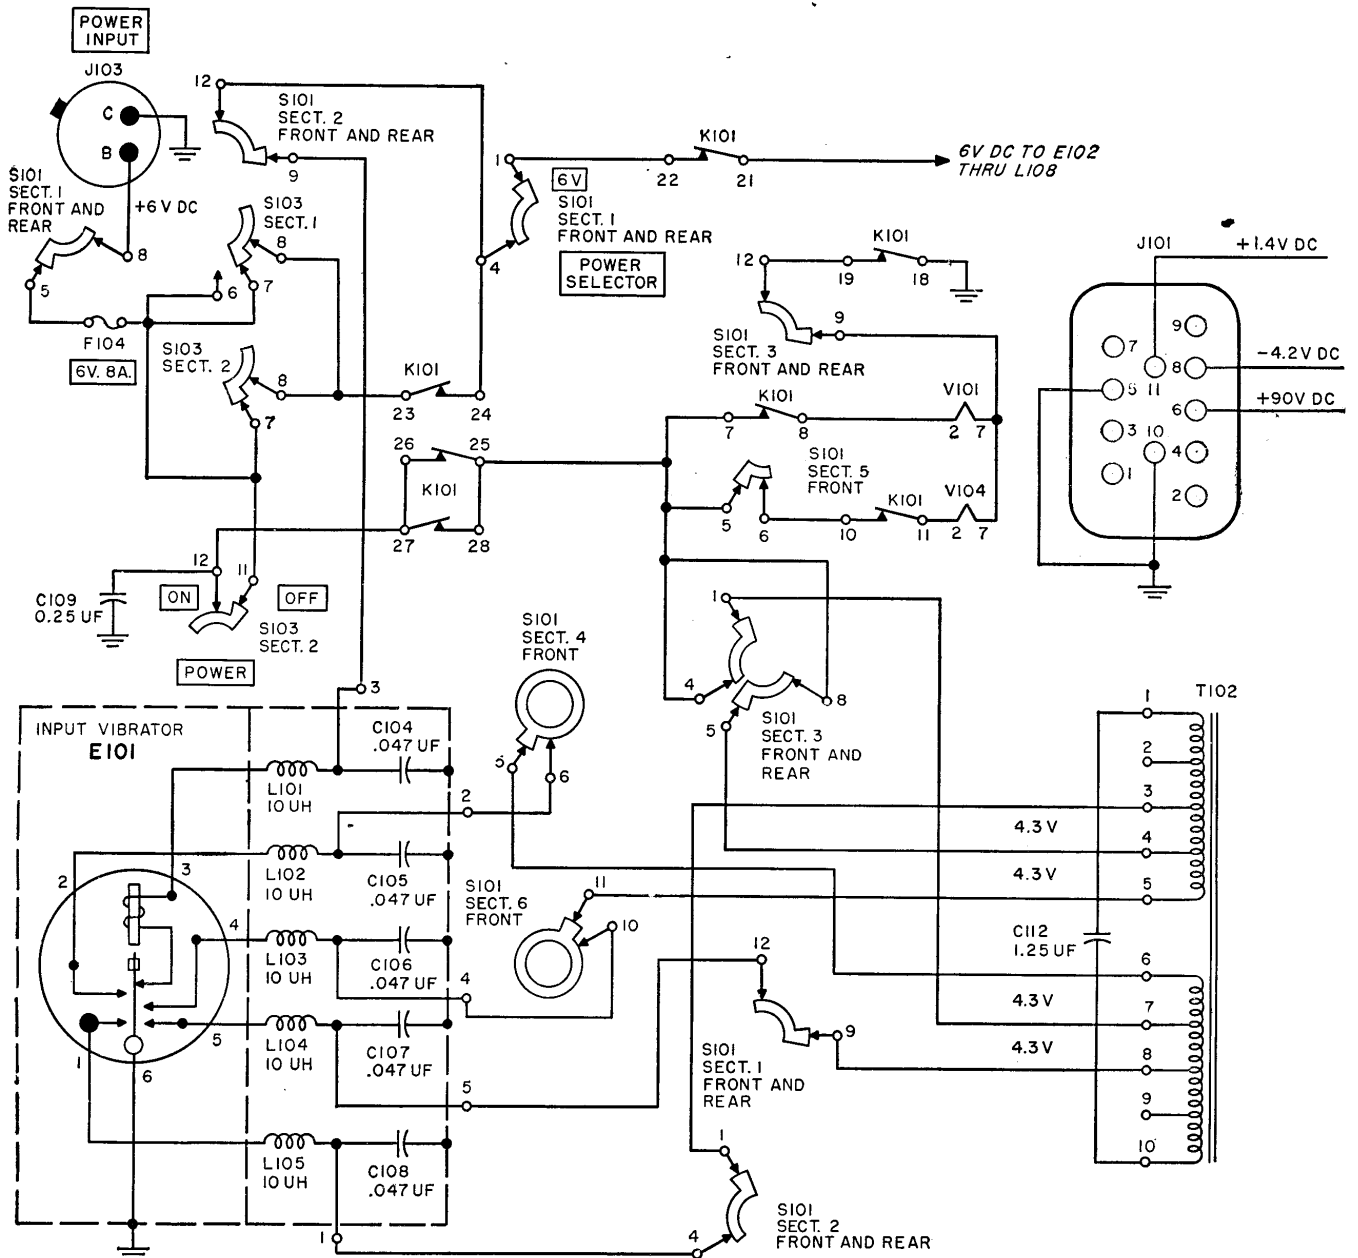 POWER
INPUT
J103
C
B
+6 V DC
S101
SECT. 1
FRONT AND
REAR
8
5
F104
6V. 8A.
12
S101
SECT. 2
FRONT AND REAR
9
S103
SECT. 1
8
6
7
S103
SECT. 2
8
7
K101
23
24
26
25
K101
27
28
12
11
ON
OFF
C109
0.25 UF
S103
SECT. 2
POWER
1
6 V
S101
SECT. 1
FRONT AND REAR
4
POWER
SELECTOR
K101
22
21
6V DC TO E102
THRU L108
12
K101
19
18
S101
SECT. 3
FRONT AND REAR
9
K101
7
8
V101
2
7
S101
SECT. 5
FRONT
5
6
K101
10
11
V104
2
7
J101
+1.4V DC
-4.2V DC
+90V DC
9
7
8
5
11
6
3
10
4
1
2
1
4
8
5
S101
SECT. 3
FRONT AND
REAR
S101
SECT. 4
FRONT
5
6
3
INPUT VIBRATOR
E101
C104
.047 UF
L101
10 UH
2
L102
10 UH
C105
.047 UF
2
3
4
L103
10 UH
C106
.047 UF
4
5
L104
10 UH
C107
.047 UF
5
1
6
L105
10 UH
C108
.047 UF
1
S101
SECT. 6
FRONT
11
10
12
9
S101
SECT. 1
FRONT AND
REAR
1
4
S101
SECT. 2
FRONT AND REAR
T102
1
2
3
4.3 V
4
4.3 V
5
C112
1.25 UF
6
4.3 V
7
4.3 V
8
9
10